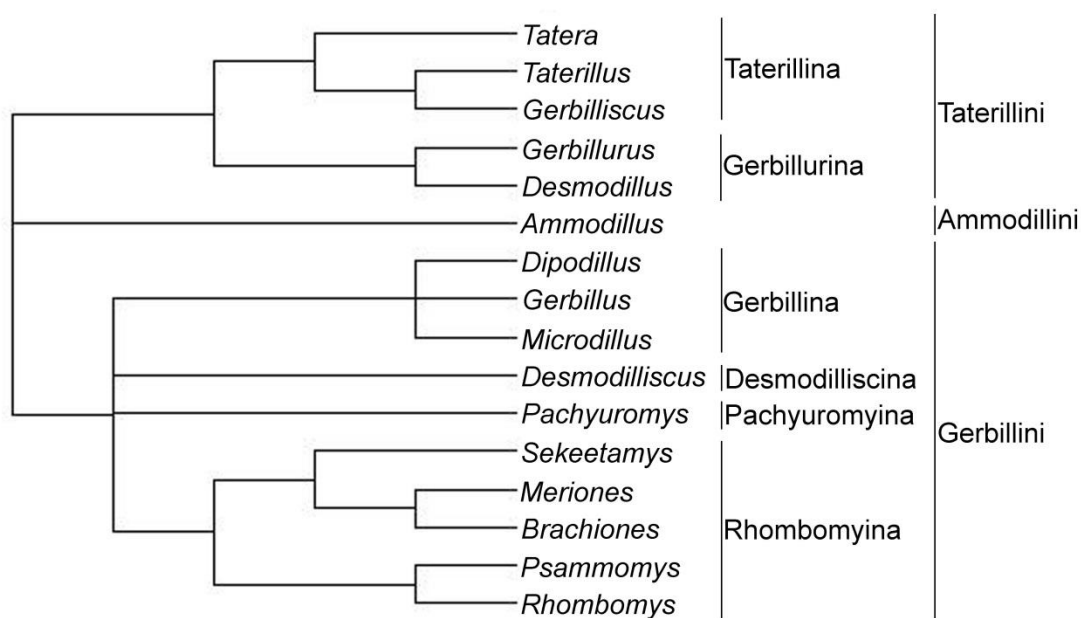 Tatera
Taterillus
Gerbilliscus
Gerbillurus
Desmodillus
Ammodillus
Dipodillus
Gerbillus
Microdillus
Desmodilliscus
Pachyuromys
Sekeetamys
Meriones
Brachiones
Psammomys
Rhombomys
Taterillina
Gerbillurina
Gerbillina
Desmodilliscina
Pachyuromyina
Rhombomyina
Taterillini
Ammodillini
Gerbillini